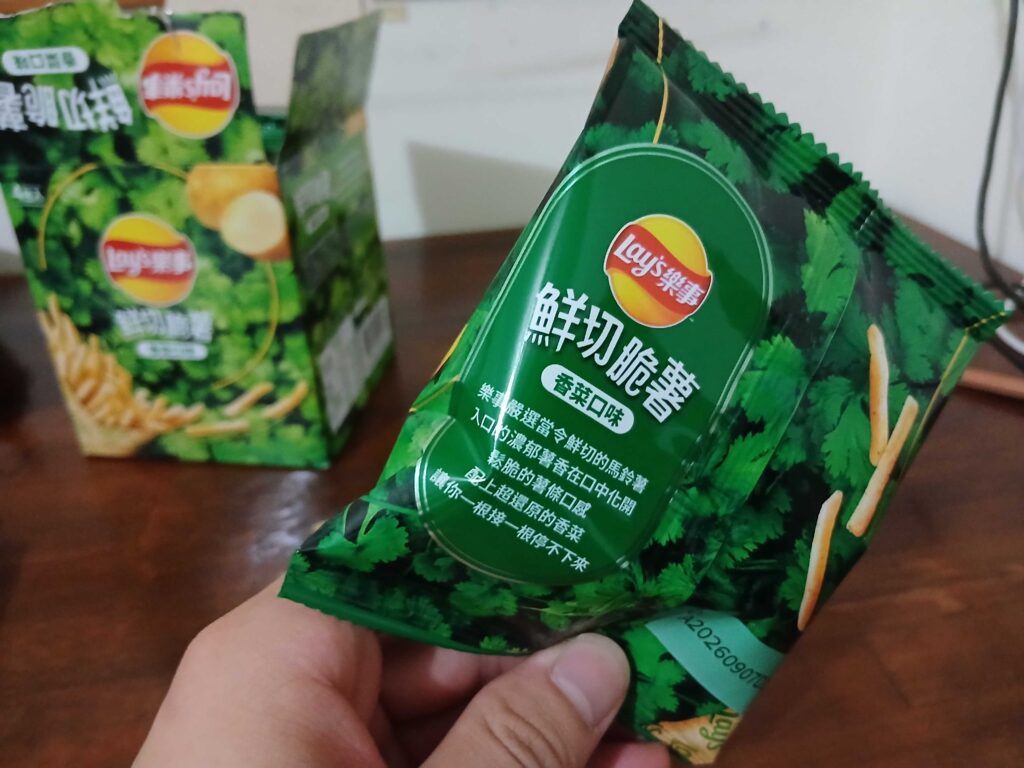 香菜口味
鮮切脆薯
Lay's樂事
Lay's樂事
Lay's樂事
鮮切脆薯
香菜口味
樂事嚴選當令鮮切的馬鈴薯
入口的濃郁薯香在口中化開
鬆脆的薯條口感
配上超還原的香菜
讓你一根接一根停不下來